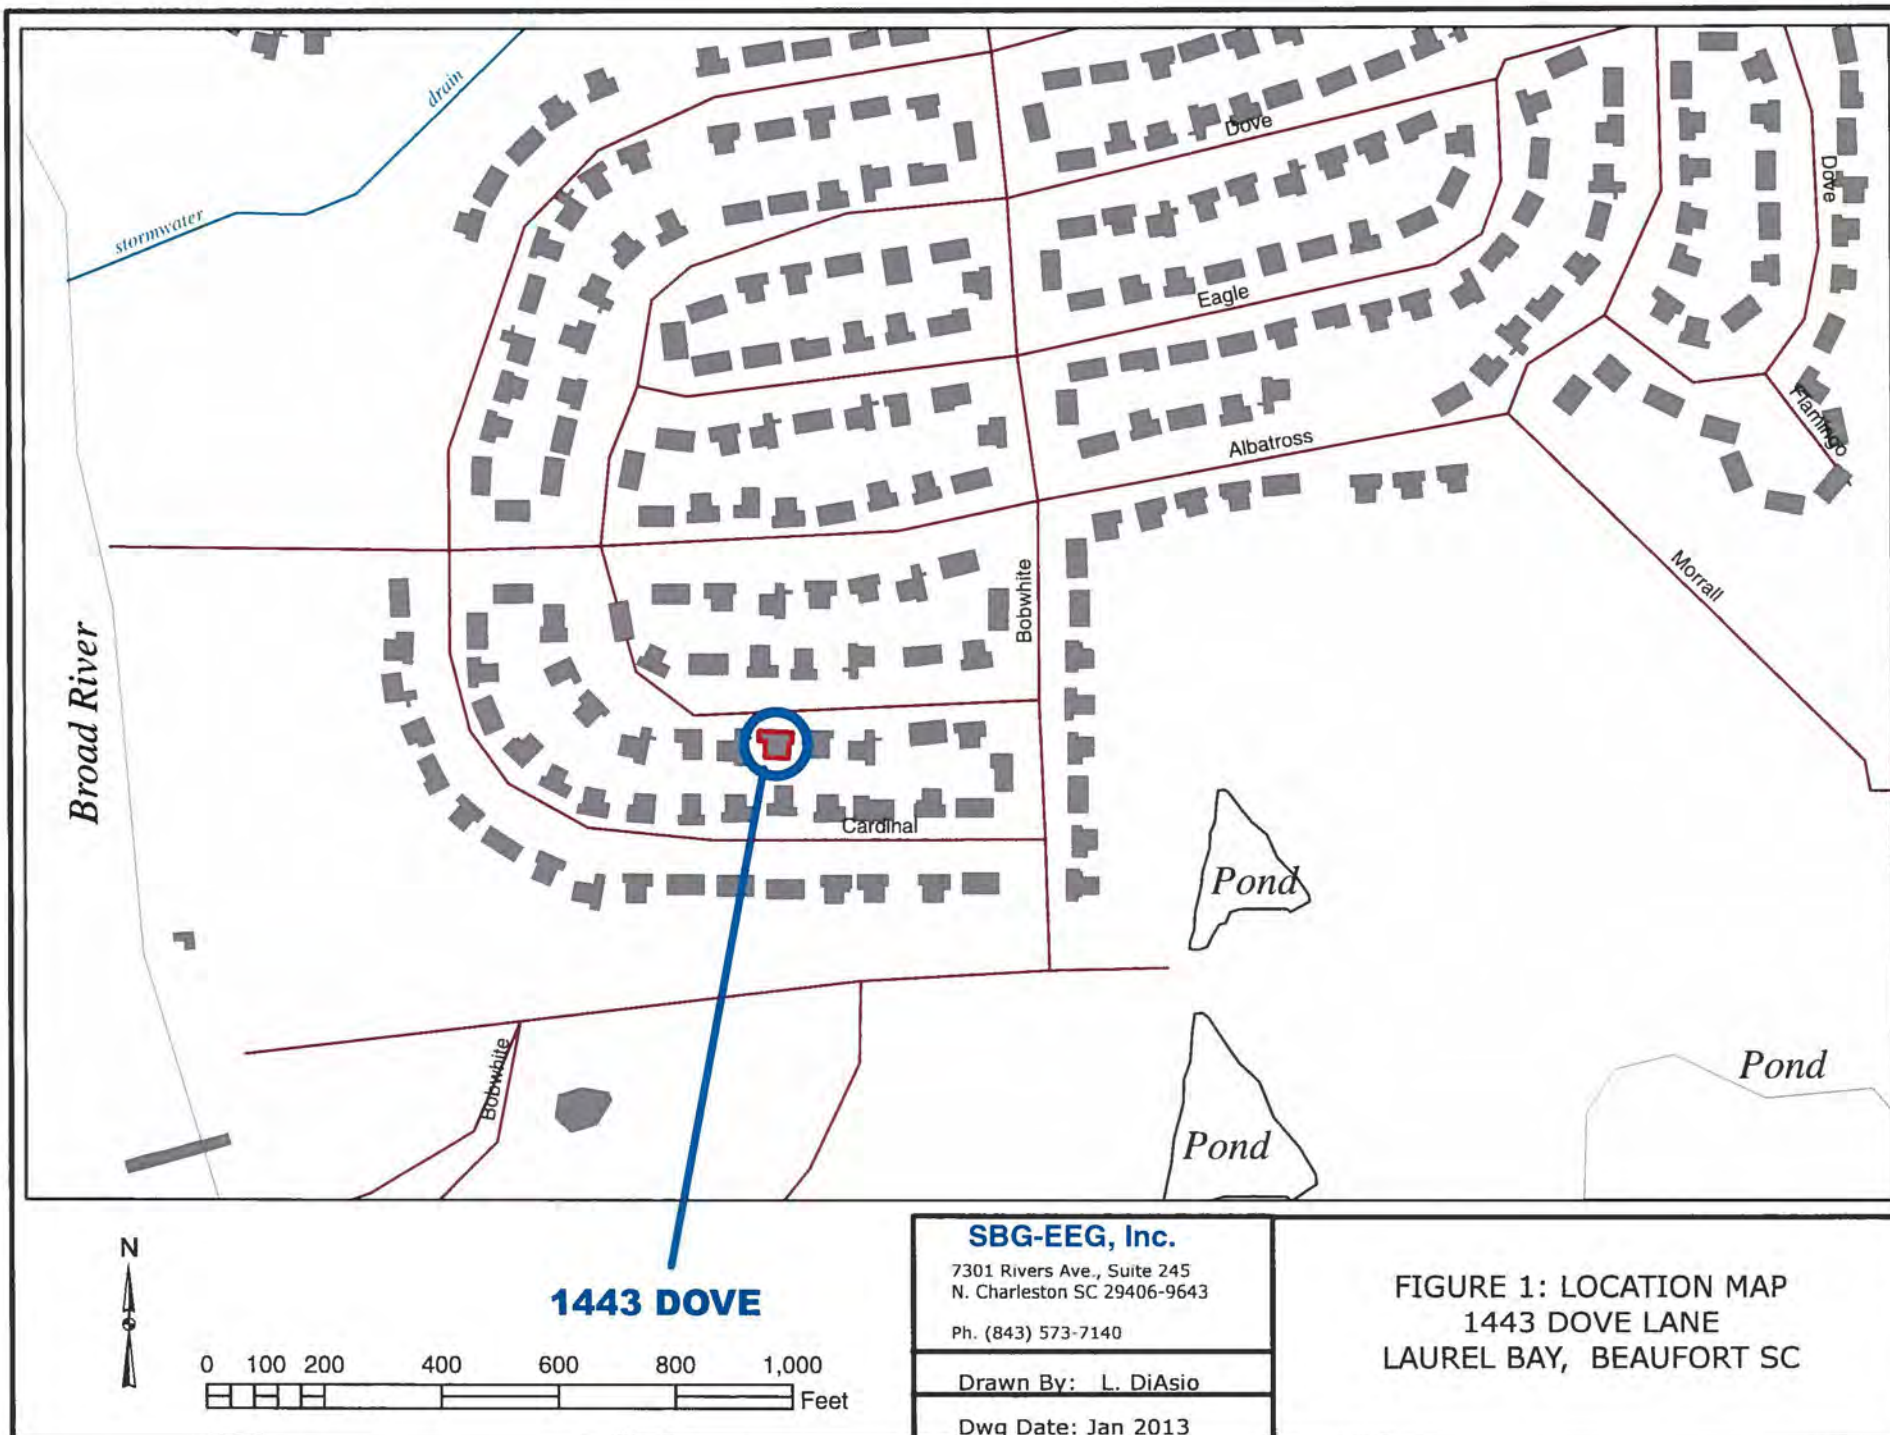 drain
stormwater
Dove
Dove
Eagle
Flamingo
Albatross
Morrall
Bobwhite
Broad River
Cardinal
Pond
Bobwhite
Pond
Pond
N
1443 DOVE
0 100 200 400 600 800 1,000
Feet
SBG-EEG, Inc.
7301 Rivers Ave., Suite 245
N. Charleston SC 29406-9643
Ph. (843) 573-7140
Drawn By: L. DiAsio
Dwg Date: Jan 2013
FIGURE 1: LOCATION MAP
1443 DOVE LANE
LAUREL BAY, BEAUFORT SC